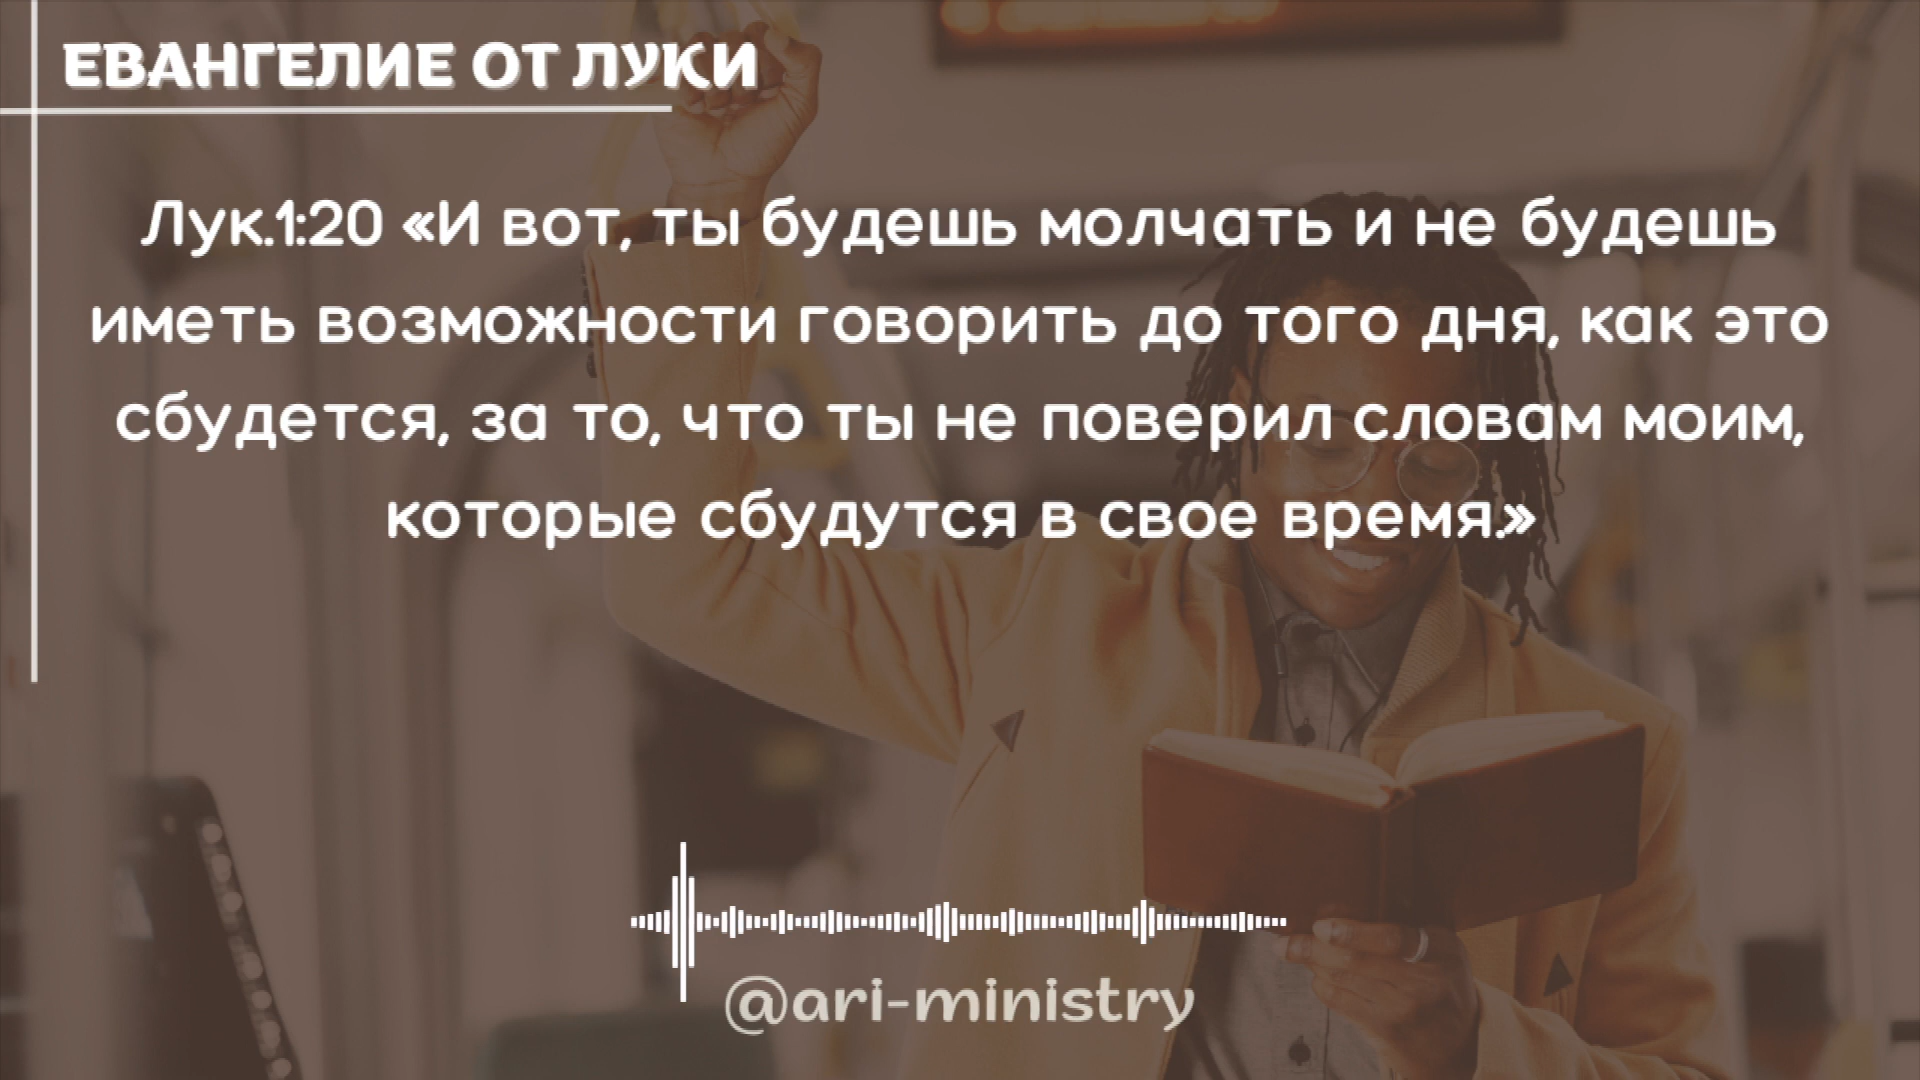 ЕВАНГЕЛИЕ ОТ ЛУКИ
Лук.1:20 «И вот, ты будешь молчать и не будешь
иметь возможности говорить до того дня, как это
сбудется, за то, что ты не поверил словам моим,
которые сбудутся в свое время.»
@ari-ministry